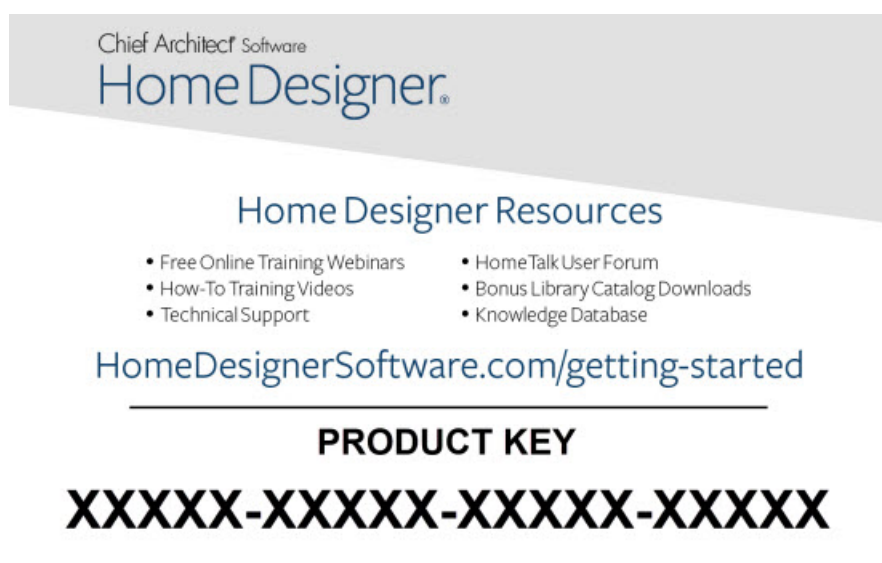 Chief Architect® Software
Home Designer®
Home Designer Resources
• Free Online Training Webinars
• How-To Training Videos
• Technical Support
• HomeTalk User Forum
• Bonus Library Catalog Downloads
• Knowledge Database
HomeDesignerSoftware.com/getting-started
PRODUCT KEY
XXXXX-XXXXX-XXXXX-XXXXX